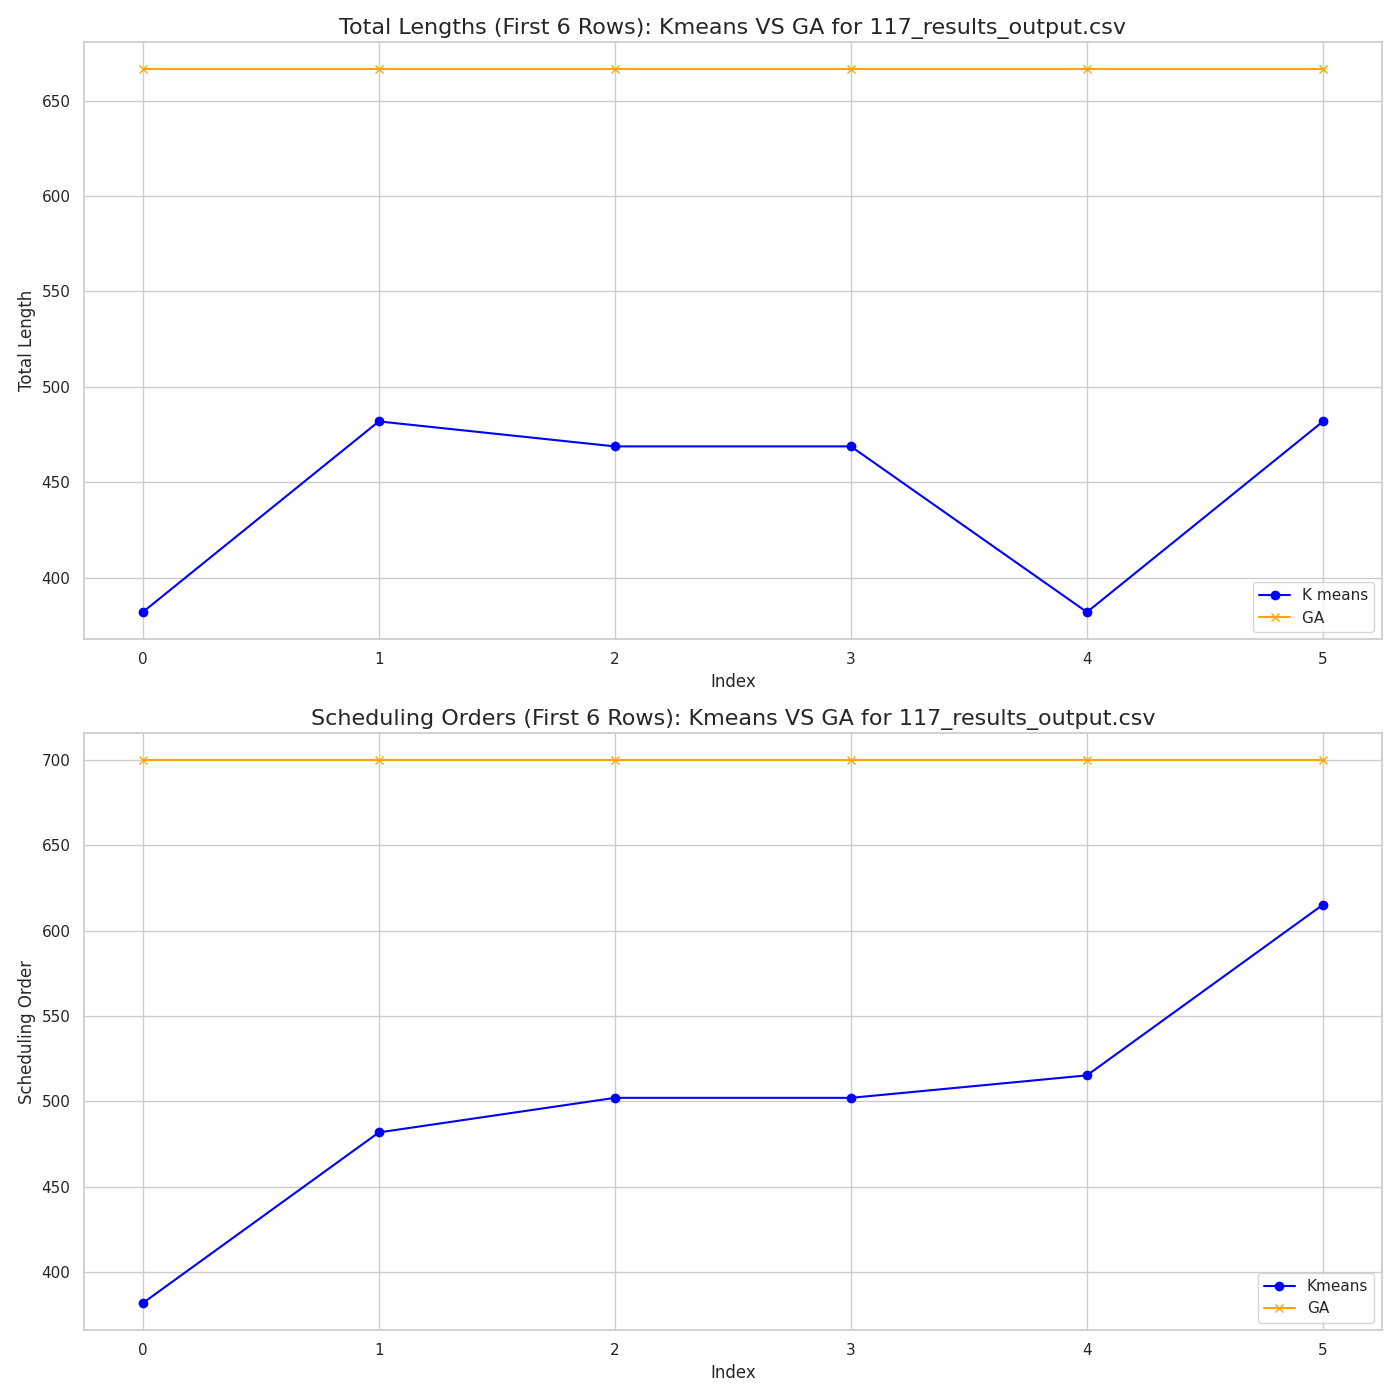 Total Lengths (First 6 Rows): Kmeans VS GA for 117_results_output.csv
650
600
550
500
450
400
Total Length
K means
GA
0 1 2 3 4 5
Index
Scheduling Orders (First 6 Rows): Kmeans VS GA for 117_results_output.csv
700
650
600
550
500
450
400
Scheduling Order
Kmeans
GA
0 1 2 3 4 5
Index